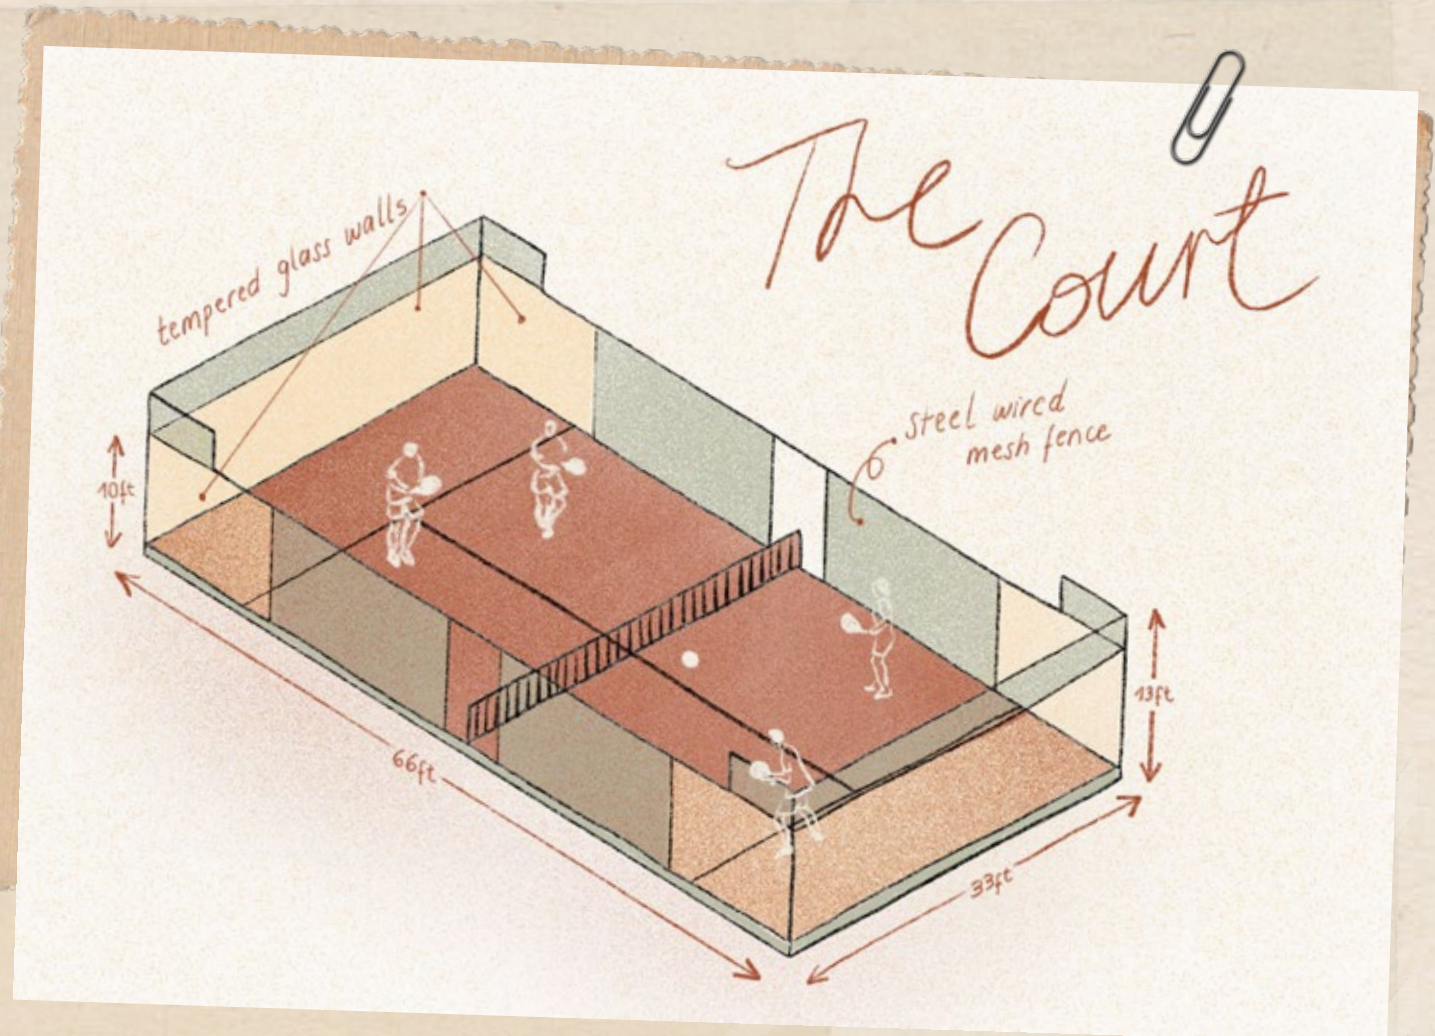 The
Court
tempered glass walls
steel wired
mesh fence
10ft
13ft
66ft
33ft